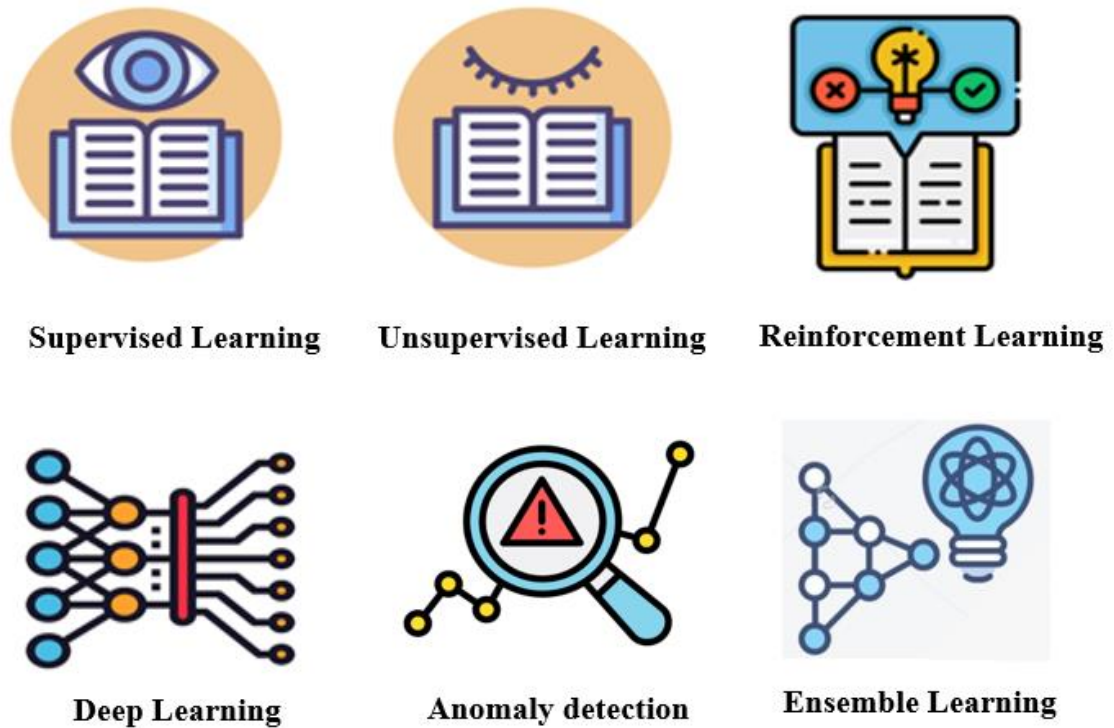 Supervised Learning
Unsupervised Learning
Reinforcement Learning
Deep Learning
Anomaly detection
Ensemble Learning